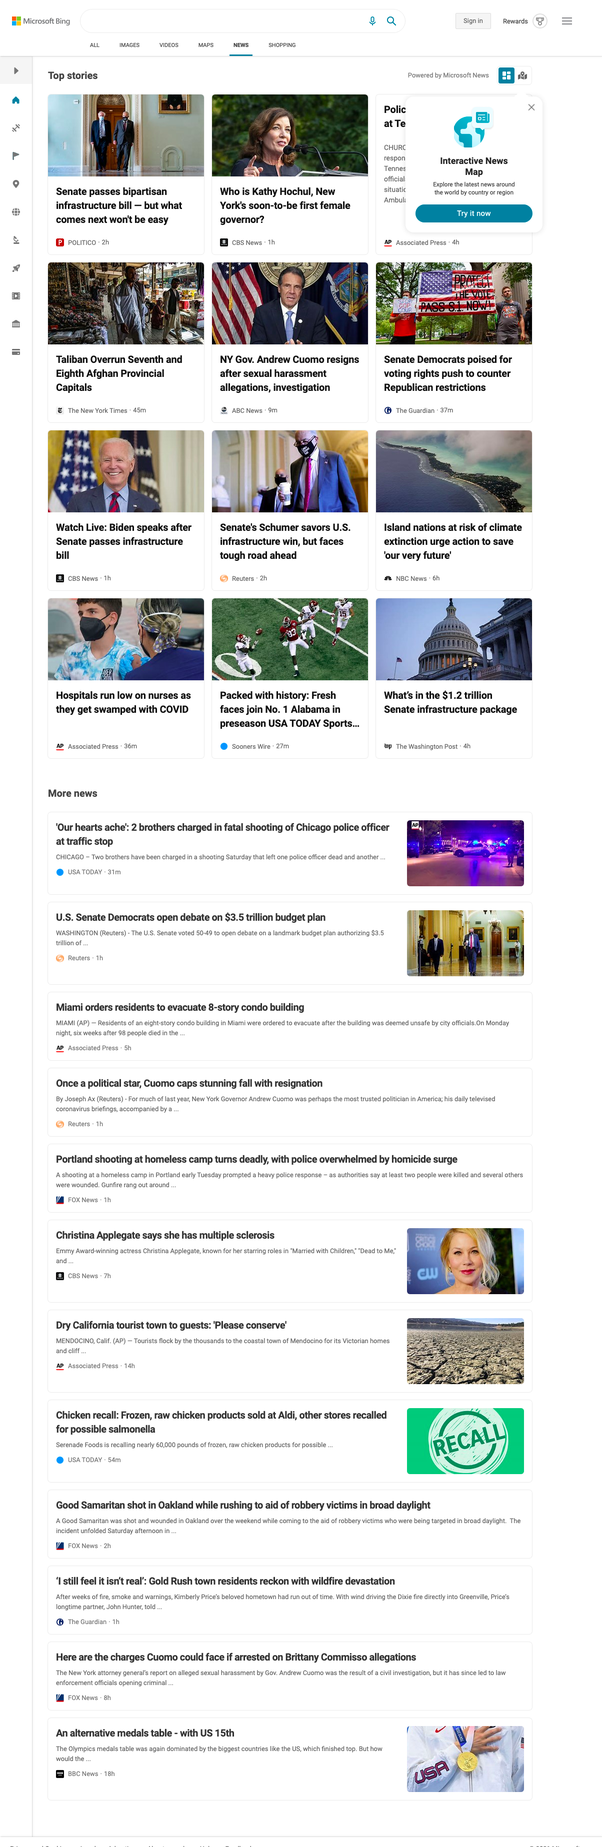 Microsoft Bing
Sign in
Rewards
ALL
IMAGES
VIDEOS
MAPS
NEWS
SHOPPING
Top stories
Powered by Microsoft News
Senate passes bipartisan
infrastructure bill — but what
comes next won't be easy
POLITICO · 2h
Who is Kathy Hochul, New
York's soon-to-be first female
governor?
CBS News · 1h
at Te
CHURC
respon
Tennes
official
situatio
Associated Press · 4h
Interactive News
Map
Explore the latest news around
the world by country or region
Try it now
Taliban Overrun Seventh and
Eighth Afghan Provincial
Capitals
The New York Times · 45m
NY Gov. Andrew Cuomo resigns
after sexual harassment
allegations, investigation
ABC News · 9m
PROTECT
THE VOTE
PASS S1 NOW!
Senate Democrats poised for
voting rights push to counter
Republican restrictions
The Guardian · 37m
Watch Live: Biden speaks after
Senate passes infrastructure
bill
CBS News · 1h
Senate's Schumer savors U.S.
infrastructure win, but faces
tough road ahead
Reuters · 2h
Island nations at risk of climate
extinction urge action to save
'our very future'
NBC News · 6h
Hospitals run low on nurses as
they get swamped with COVID
AP Associated Press · 36m
Packed with history: Fresh
faces join No. 1 Alabama in
preseason USA TODAY Sports...
Sooners Wire · 27m
What's in the $1.2 trillion
Senate infrastructure package
wp The Washington Post · 4h
More news
'Our hearts ache': 2 brothers charged in fatal shooting of Chicago police officer
at traffic stop
CHICAGO – Two brothers have been charged in a shooting Saturday that left one police officer dead and another ...
USA TODAY · 31m
AP
U.S. Senate Democrats open debate on $3.5 trillion budget plan
WASHINGTON (Reuters) - The U.S. Senate voted 50-49 to open debate on a landmark budget plan authorizing $3.5
trillion of ...
Reuters · 1h
Miami orders residents to evacuate 8-story condo building
MIAMI (AP) — Residents of an eight-story condo building in Miami were ordered to evacuate after the building was deemed unsafe by city officials.On Monday
night, six weeks after 98 people died in the ...
AP Associated Press · 5h
Once a political star, Cuomo caps stunning fall with resignation
By Joseph Ax (Reuters) - For much of last year, New York Governor Andrew Cuomo was perhaps the most trusted politician in America; his daily televised
coronavirus briefings, accompanied by a ...
Reuters · 1h
Portland shooting at homeless camp turns deadly, with police overwhelmed by homicide surge
A shooting at a homeless camp in Portland early Tuesday prompted a heavy police response – as authorities say at least two people were killed and several others
were wounded. Gunfire rang out around ...
FOX News · 1h
Christina Applegate says she has multiple sclerosis
Emmy Award-winning actress Christina Applegate, known for her starring roles in "Married with Children," "Dead to Me,"
and ...
CBS News · 7h
CW
Dry California tourist town to guests: 'Please conserve'
MENDOCINO, Calif. (AP) — Tourists flock by the thousands to the coastal town of Mendocino for its Victorian homes
and cliff ...
AP Associated Press · 14h
Chicken recall: Frozen, raw chicken products sold at Aldi, other stores recalled
for possible salmonella
Serenade Foods is recalling nearly 60,000 pounds of frozen, raw chicken products for possible ...
USA TODAY · 54m
RECALL
Good Samaritan shot in Oakland while rushing to aid of robbery victims in broad daylight
A Good Samaritan was shot and wounded in Oakland over the weekend while coming to the aid of robbery victims who were being targeted in broad daylight. The
incident unfolded Saturday afternoon in ...
FOX News · 2h
'I still feel it isn't real': Gold Rush town residents reckon with wildfire devastation
After weeks of fire, smoke and warnings, Kimberly Price's beloved hometown had run out of time. With wind driving the Dixie fire directly into Greenville, Price's
longtime partner, John Hunter, told ...
The Guardian · 1h
Here are the charges Cuomo could face if arrested on Brittany Commisso allegations
The New York attorney general's report on alleged sexual harassment by Gov. Andrew Cuomo was the result of a civil investigation, but it has since led to law
enforcement officials opening criminal ...
FOX News · 8h
An alternative medals table - with US 15th
The Olympics medals table was again dominated by the biggest countries like the US, which finished top. But how
would the ...
BBC News · 18h
USA